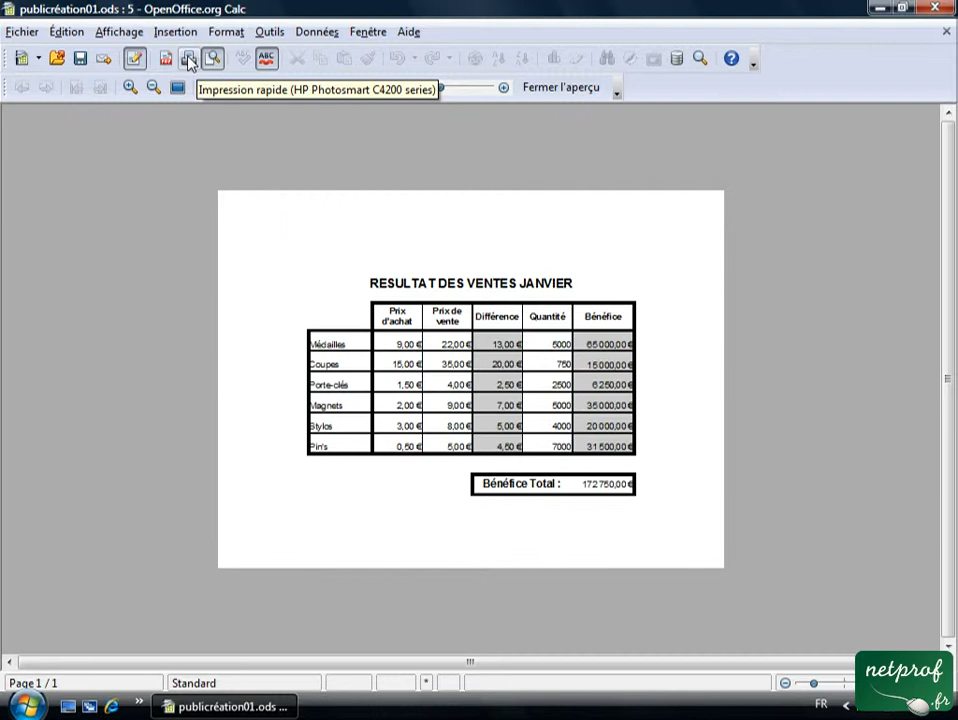 publicréation01.ods : 5 - OpenOffice.org Calc
Fichier Édition Affichage Insertion Format Outils Données Fenêtre Aide
ABC ABC
Impression rapide (HP Photosmart C4200 series)
Fermer l'aperçu
RESULTAT DES VENTES JANVIER
Prix d'achat Prix de vente Différence Quantité Bénéfice
Médailles 9,00 € 22,00 € 13,00 € 5000 65 000,00 €
Coupes 15,00 € 35,00 € 20,00 € 750 15 000,00 €
Porte-clés 1,50 € 4,00 € 2,50 € 2500 6 250,00 €
Magnets 2,00 € 9,00 € 7,00 € 5000 35 000,00 €
Stylos 3,00 € 8,00 € 5,00 € 4000 20 000,00 €
Pin's 0,50 € 5,00 € 4,50 € 7000 31 500,00 €
Bénéfice Total : 172 750,00 €
Page 1 / 1 Standard *
publicréation01.ods ... FR
netprof
.fr